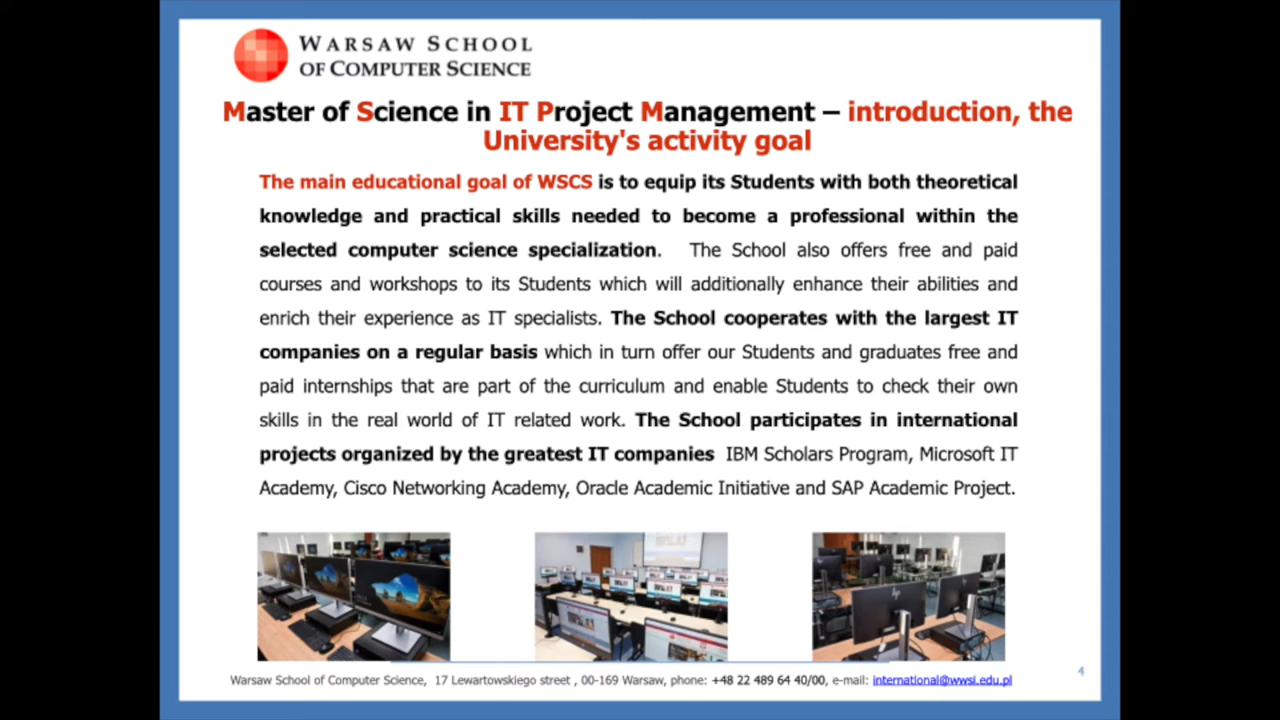 WARSAW SCHOOL
OF COMPUTER SCIENCE
Master of Science in IT Project Management – introduction, the
University's activity goal
The main educational goal of WSCS is to equip its Students with both theoretical
knowledge and practical skills needed to become a professional within the
selected computer science specialization. The School also offers free and paid
courses and workshops to its Students which will additionally enhance their abilities and
enrich their experience as IT specialists. The School cooperates with the largest IT
companies on a regular basis which in turn offer our Students and graduates free and
paid internships that are part of the curriculum and enable Students to check their own
skills in the real world of IT related work. The School participates in international
projects organized by the greatest IT companies IBM Scholars Program, Microsoft IT
Academy, Cisco Networking Academy, Oracle Academic Initiative and SAP Academic Project.
4
Warsaw School of Computer Science, 17 Lewartowskiego street , 00-169 Warsaw, phone: +48 22 489 64 40/00, e-mail: international@wwsi.edu.pl